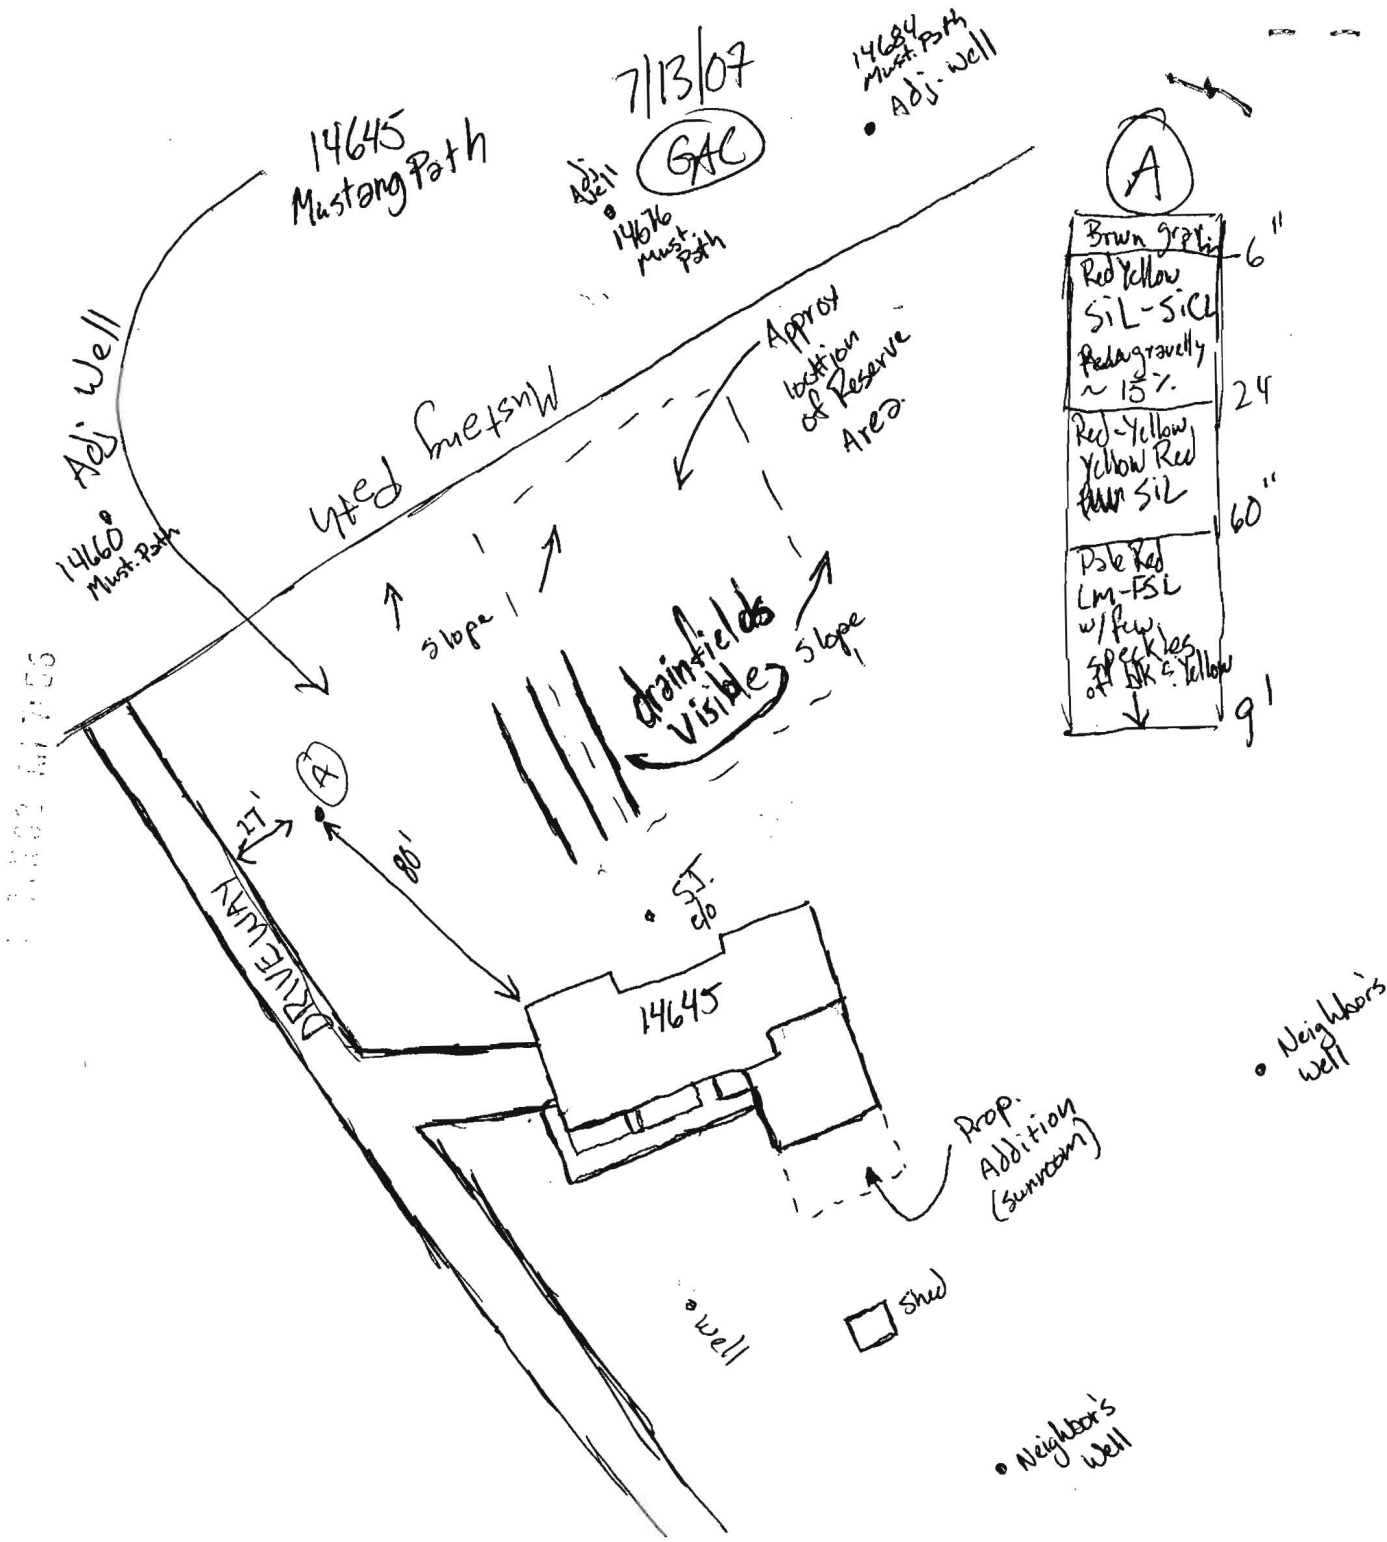 7/13/07
GAC
14684
Must. Path
Adj. Well
14645
Mustang Path
Adj
Well
14676
Must.
Path
A
Brwn
6"
Red Yellow
SiL-SiCL
gravelly
~ 15%
24
Red-Yellow,
Yellow Red
SiL
60"
Pale Red
Lm-FSL
w/few
speckles
of blk & Yellow
9'
Approx
location
of Reserve
Area.
Adj Well
Mustang Path
14660
Must. Path
Slope
drainfields
visible
Slope
A
27'
80'
DRIVEWAY
S.T.
c/o
14645
Neighbor's
Well
Prop.
Addition
(sunroom)
Well
Shed
Neighbor's
Well